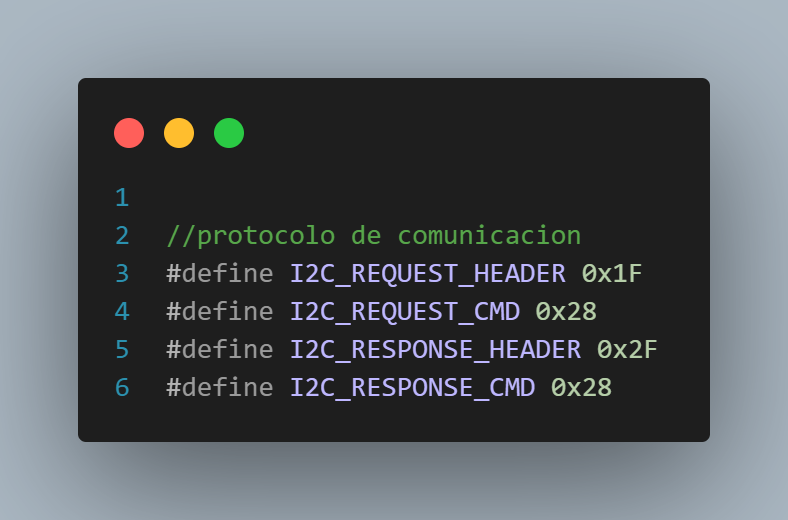 1
2 //protocolo de comunicacion
3 #define I2C_REQUEST_HEADER 0x1F
4 #define I2C_REQUEST_CMD 0x28
5 #define I2C_RESPONSE_HEADER 0x2F
6 #define I2C_RESPONSE_CMD 0x28